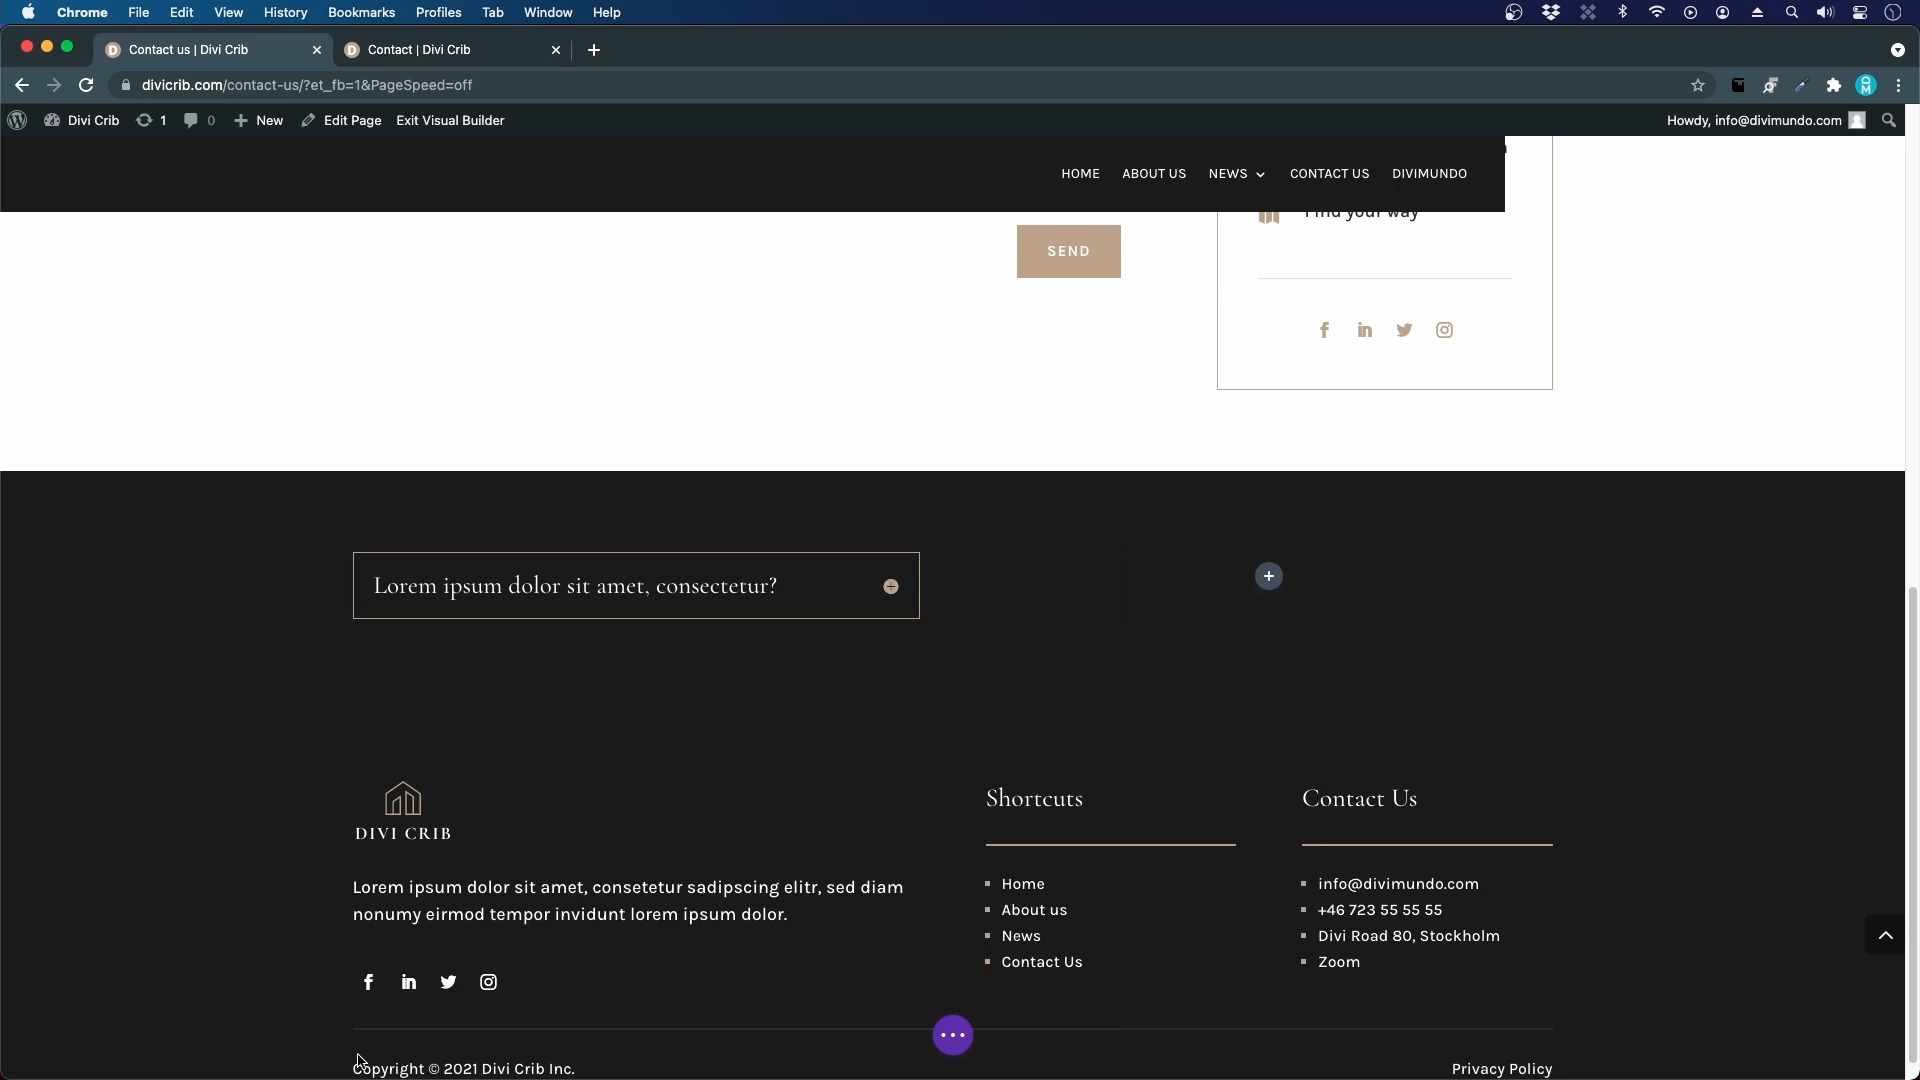 Chrome File Edit View History Bookmarks Profiles Tab Window Help
Contact us | Divi Crib
Contact | Divi Crib
divicrib.com/contact-us/?et_fb=1&PageSpeed=off
Divi Crib 1 0 New Edit Page Exit Visual Builder
Howdy, info@divimundo.com
HOME ABOUT US NEWS CONTACT US DIVIMUNDO
Find your way
SEND
Lorem ipsum dolor sit amet, consectetur?
DIVI CRIB
Lorem ipsum dolor sit amet, consetetur sadipscing elitr, sed diam
nonumy eirmod tempor invidunt lorem ipsum dolor.
Shortcuts
Home
About us
News
Contact Us
Contact Us
info@divimundo.com
+46 723 55 55 55
Divi Road 80, Stockholm
Zoom
Copyright © 2021 Divi Crib Inc.
Privacy Policy